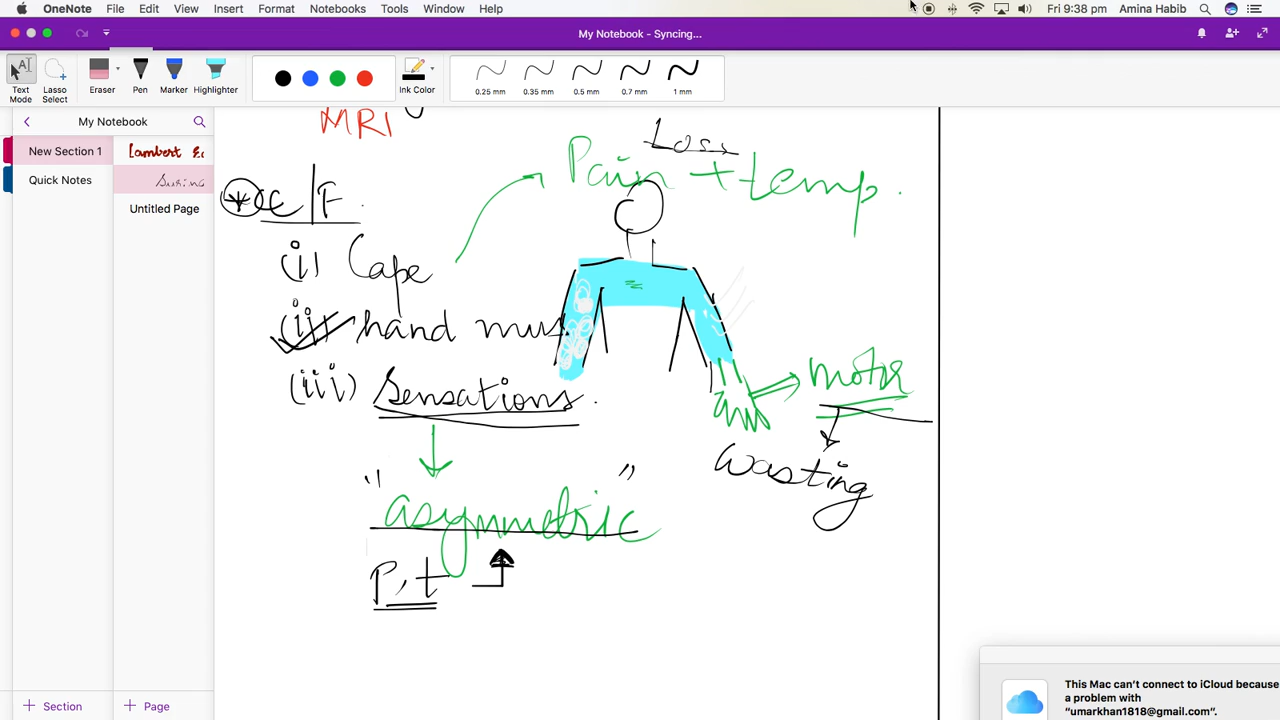 OneNote File Edit View Insert Format Notebooks Tools Window Help Fri 9:38 pm Amina Habib
My Notebook - Syncing...
Text Mode
Lasso Select
Eraser
Pen
Marker
Highlighter
Ink Color
0.25 mm
0.35 mm
0.5 mm
0.7 mm
1 mm
My Notebook
New Section 1
Quick Notes
Lambert
Untitled Page
+ Section
+ Page
MRI
Loss
Pain + temp.
C/F
(i) Cape
(ii) hand mus.
(iii) Sensations.
motor
wasting
"asymmetric"
P, t
This Mac can't connect to iCloud because
a problem with
"umarkhan1818@gmail.com".